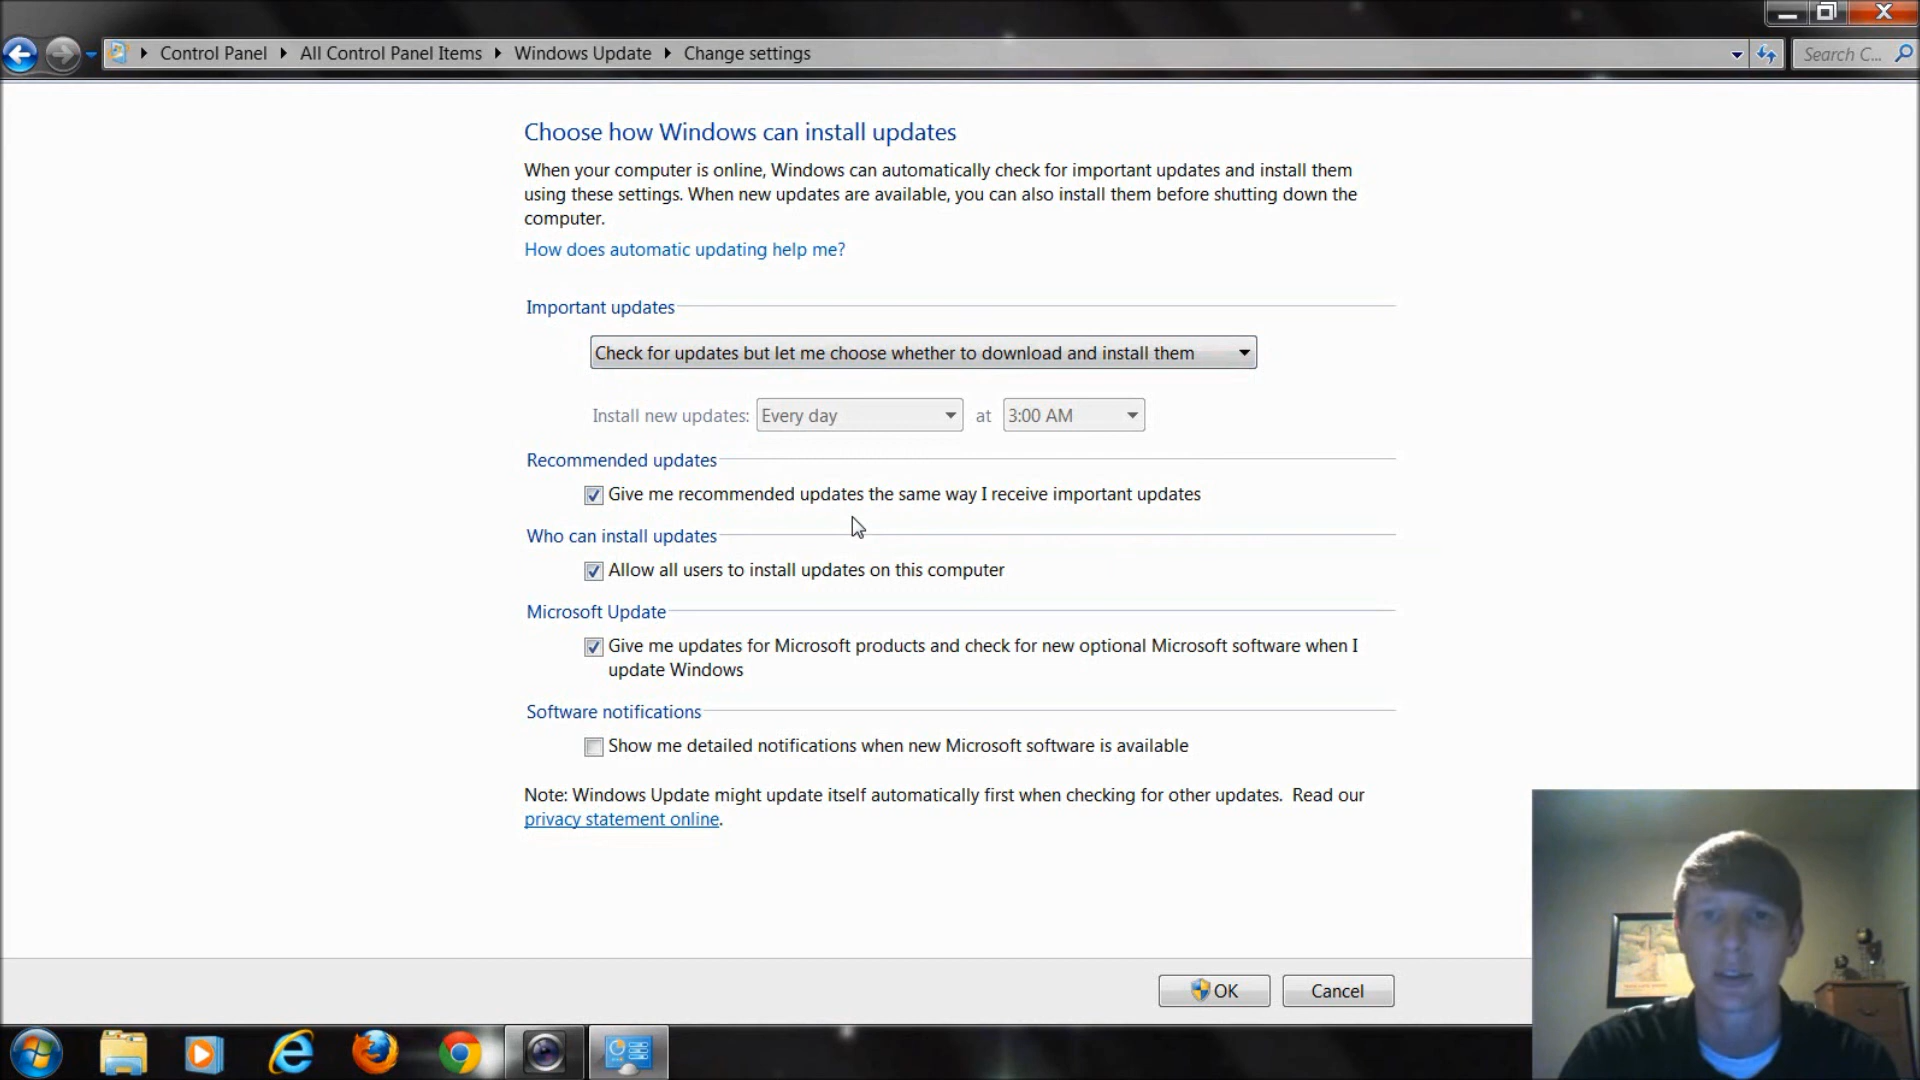 Control Panel
All Control Panel Items
Windows Update
Change settings
Search C...
Choose how Windows can install updates
When your computer is online, Windows can automatically check for important updates and install them
using these settings. When new updates are available, you can also install them before shutting down the
computer.
How does automatic updating help me?
Important updates
Check for updates but let me choose whether to download and install them
Install new updates: Every day at 3:00 AM
Recommended updates
Give me recommended updates the same way I receive important updates
Who can install updates
Allow all users to install updates on this computer
Microsoft Update
Give me updates for Microsoft products and check for new optional Microsoft software when I
update Windows
Software notifications
Show me detailed notifications when new Microsoft software is available
Note: Windows Update might update itself automatically first when checking for other updates. Read our
privacy statement online.
OK
Cancel